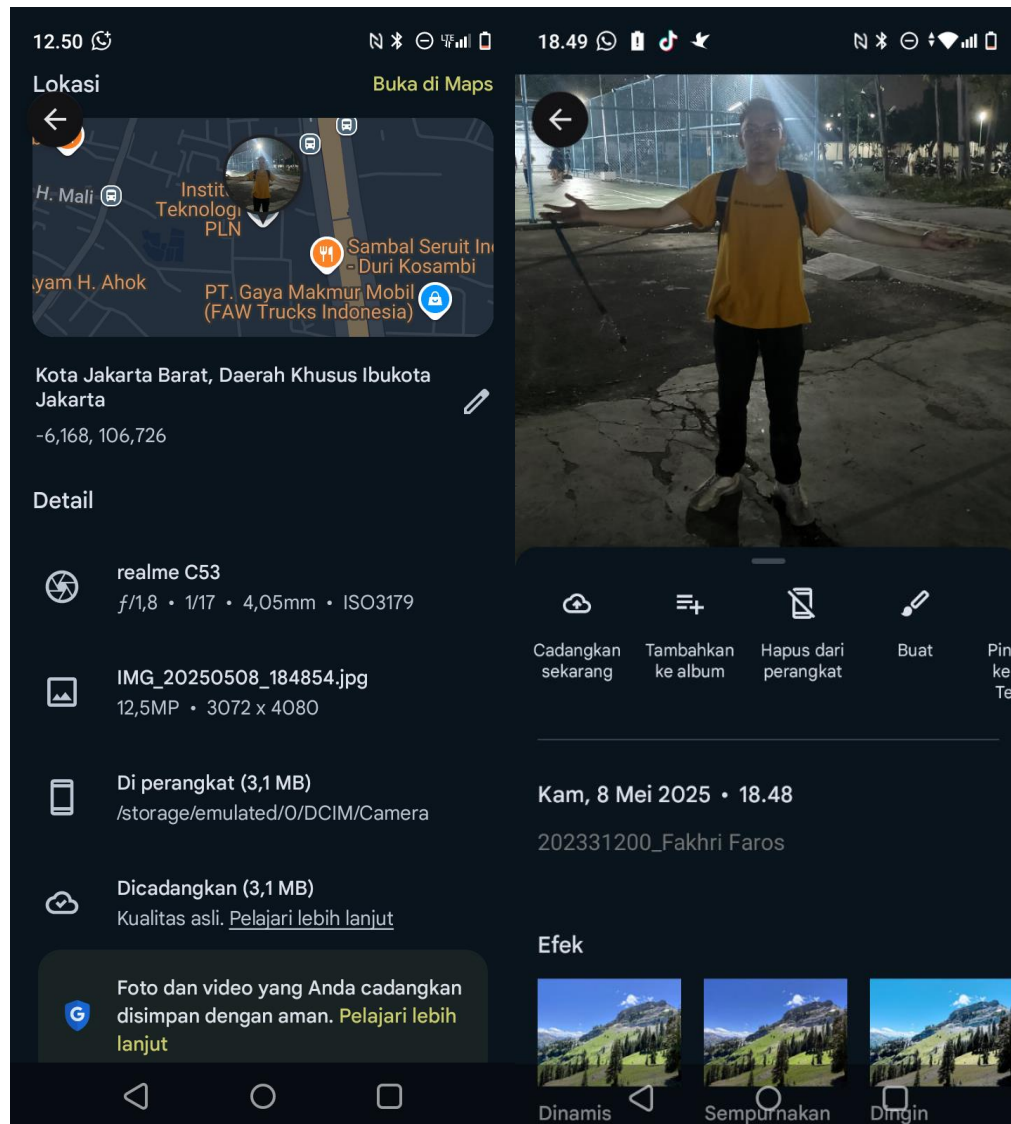 12.50
Lokasi
Buka di Maps
H. Mali
Instit
Teknologi
PLN
Sambal Seruit In
- Duri Kosambi
yam H. Ahok
PT. Gaya Makmur Mobil
(FAW Trucks Indonesia)
Kota Jakarta Barat, Daerah Khusus Ibukota
Jakarta
-6,168, 106,726
Detail
realme C53
ƒ/1,8 • 1/17 • 4,05mm • ISO3179
IMG_20250508_184854.jpg
12,5MP • 3072 x 4080
Di perangkat (3,1 MB)
/storage/emulated/0/DCIM/Camera
Dicadangkan (3,1 MB)
Kualitas asli. Pelajari lebih lanjut
Foto dan video yang Anda cadangkan
disimpan dengan aman. Pelajari lebih
lanjut
18.49
Cadangkan
sekarang
Tambahkan
ke album
Hapus dari
perangkat
Buat
Pin
ke
Te
Kam, 8 Mei 2025 • 18.48
202331200_Fakhri Faros
Efek
Dinamis
Sempurnakan
Dingin